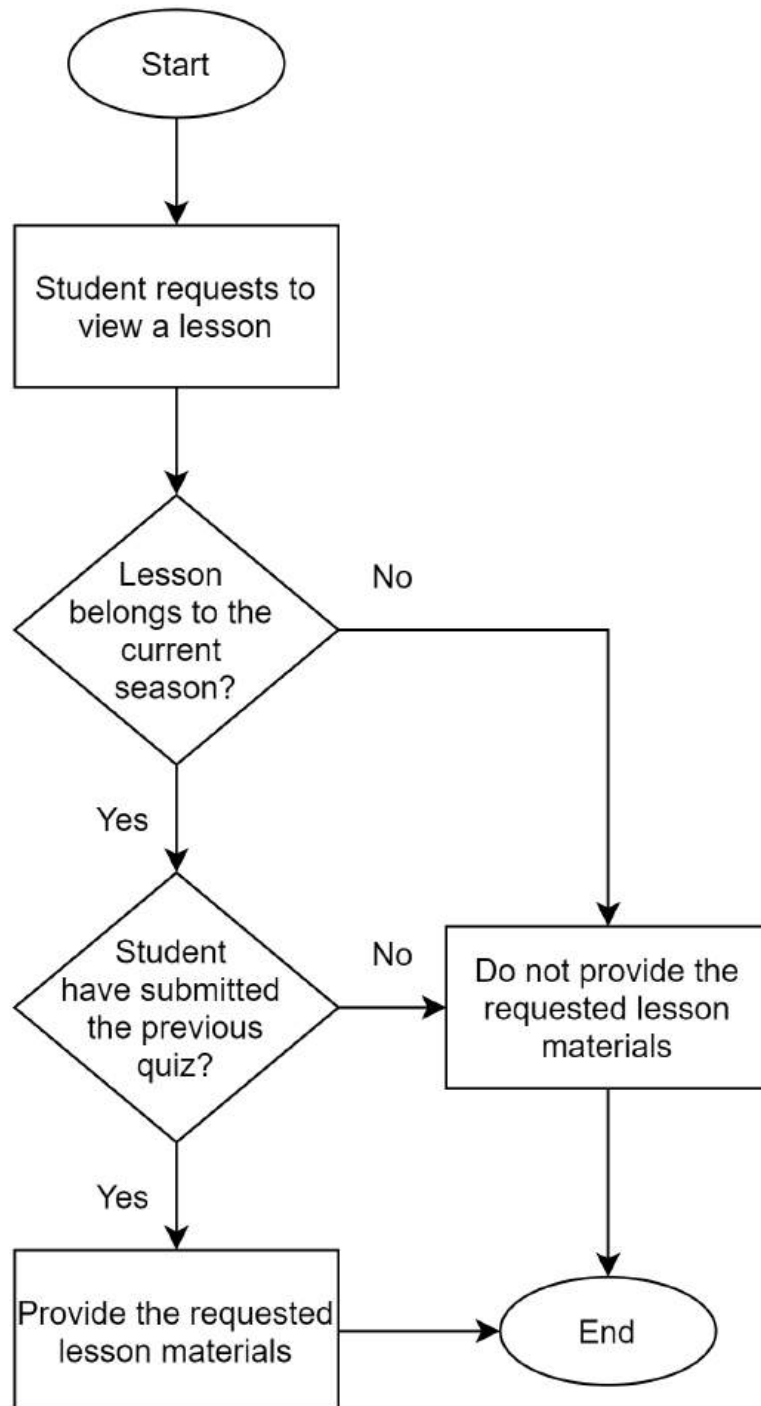 Start
Student requests to
view a lesson
Lesson
belongs to the
current
season?
No
Yes
Student
have submitted
the previous
quiz?
No
Do not provide the
requested lesson
materials
Yes
Provide the requested
lesson materials
End